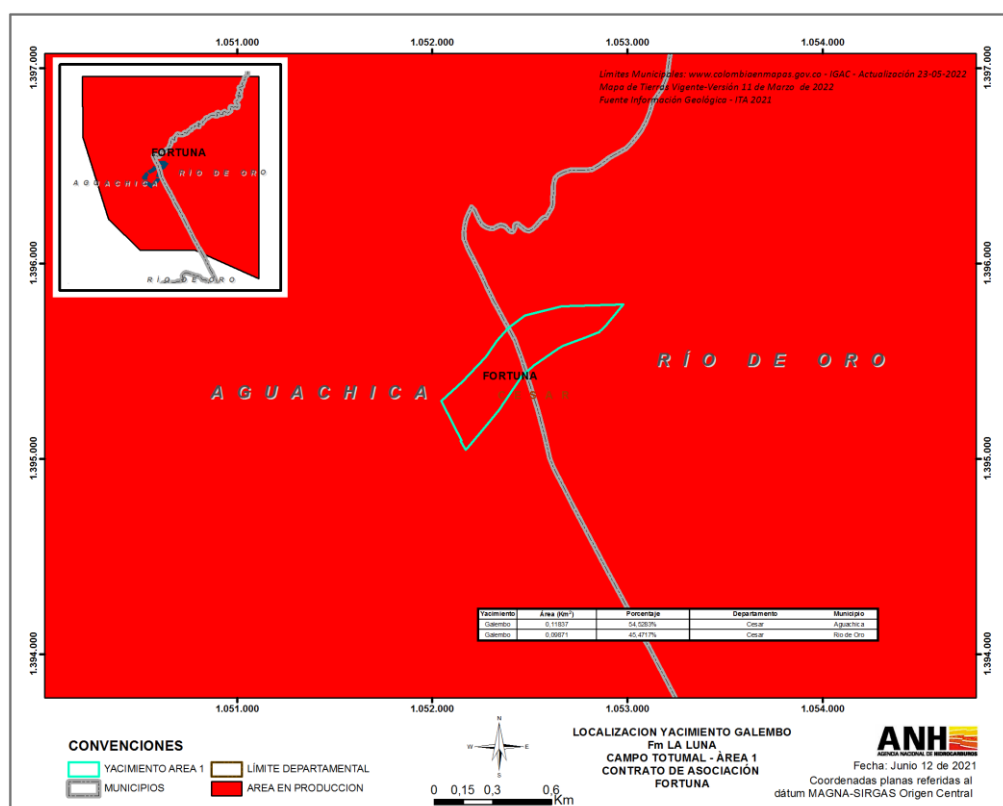 1.051.000 1.052.000 1.053.000 1.054.000
1.397.000 1.397.000
Límites Municipales: www.colombiaenmapas.gov.co - IGAC - Actualización 23-05-2022
Mapa de Tierras Vigente-Versión 11 de Marzo de 2022
Fuente Información Geológica - ITA 2021
FORTUNA
AGUACHICA RÍO DE ORO
RÍO DE ORO
1.396.000 1.396.000
RÍO DE ORO
FORTUNA
AGUACHICA CESAR
1.395.000 1.395.000
Yacimiento Área (Km²) Porcentaje Departamento Municipio
Galembo 0,11837 54,5283% Cesar Aguachica
Galembo 0,09871 45,4717% Cesar Rio de Oro
1.394.000 1.394.000
1.051.000 1.052.000 1.053.000 1.054.000
CONVENCIONES
YACIMIENTO AREA 1 LÍMITE DEPARTAMENTAL
MUNICIPIOS AREA EN PRODUCCION
N
W E
S
0 0,15 0,3 0,6
Km
LOCALIZACION YACIMIENTO GALEMBO
Fm LA LUNA
CAMPO TOTUMAL - ÀREA 1
CONTRATO DE ASOCIACIÓN
FORTUNA
ANH
AGENCIA NACIONAL DE HIDROCARBUROS
Fecha: Junio 12 de 2021
Coordenadas planas referidas al
dátum MAGNA-SIRGAS Origen Central